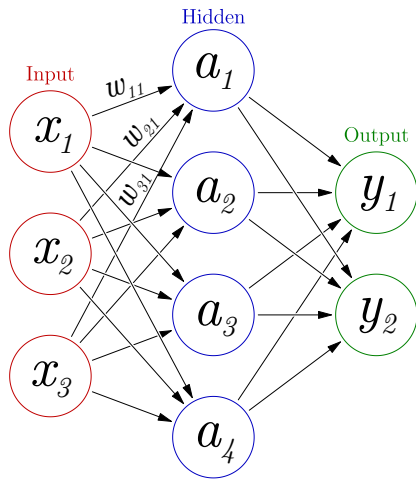 Hidden
Input
Output
w₁₁
w₂₁
w₃₁
x₁
x₂
x₃
a₁
a₂
a₃
a₄
y₁
y₂